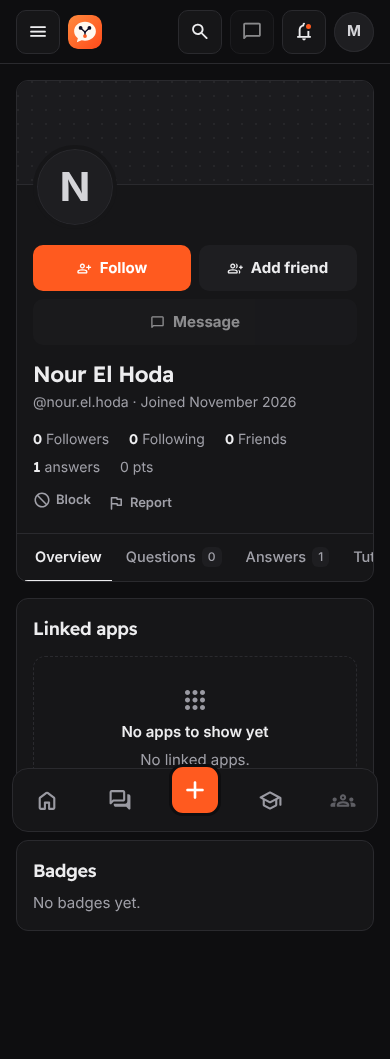 M
N
Follow
Add friend
Message
Nour El Hoda
@nour.el.hoda · Joined November 2026
0 Followers 0 Following 0 Friends
1 answers 0 pts
Block Report
Overview Questions 0 Answers 1 Tut
Linked apps
No apps to show yet
No linked apps.
Badges
No badges yet.